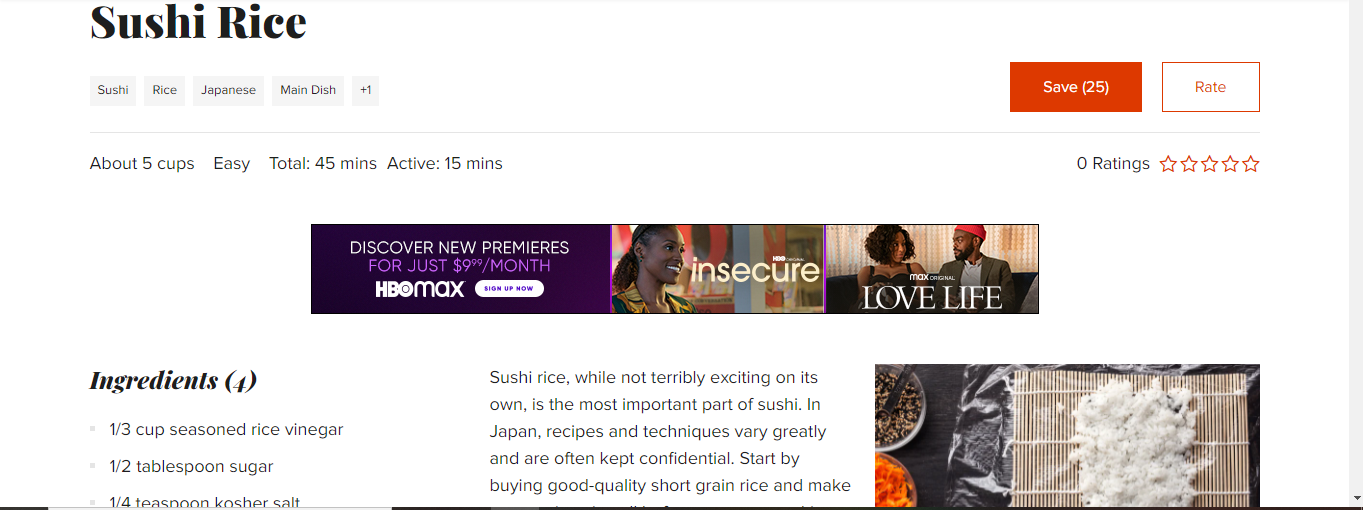 Sushi Rice
Sushi Rice Japanese Main Dish +1
Save (25) Rate
About 5 cups Easy Total: 45 mins Active: 15 mins
0 Ratings
DISCOVER NEW PREMIERES
FOR JUST $9.99/MONTH
HBOmax SIGN UP NOW
HBO ORIGINAL
insecure
max ORIGINAL
LOVE LIFE
Ingredients (4)
1/3 cup seasoned rice vinegar
1/2 tablespoon sugar
1/4 teaspoon kosher salt
Sushi rice, while not terribly exciting on its
own, is the most important part of sushi. In
Japan, recipes and techniques vary greatly
and are often kept confidential. Start by
buying good-quality short grain rice and make